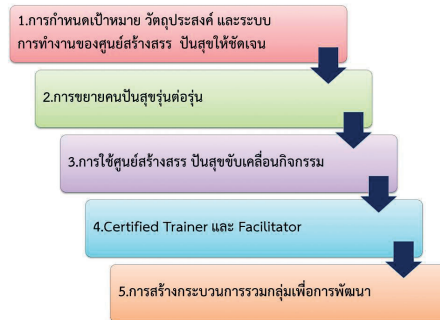 1.การกำหนดเป้าหมาย วัตถุประสงค์ และระบบ
การทำงานของศูนย์สร้างสรร ปันสุขให้ชัดเจน
2.การขยายคนปันสุขรุ่นต่อรุ่น
3.การใช้ศูนย์สร้างสรร ปันสุขขับเคลื่อนกิจกรรม
4.Certified Trainer และ Facilitator
5.การสร้างกระบวนการรวมกลุ่มเพื่อการพัฒนา